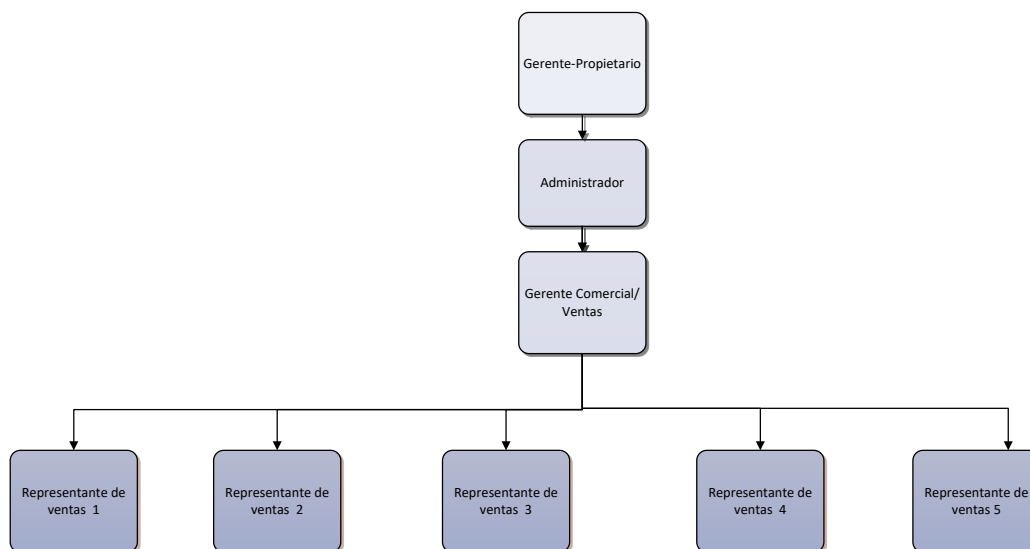 Gerente-Propietario
Administrador
Gerente Comercial/
Ventas
Representante de
ventas 1
Representante de
ventas 2
Representante de
ventas 3
Representante de
ventas 4
Representante de
ventas 5